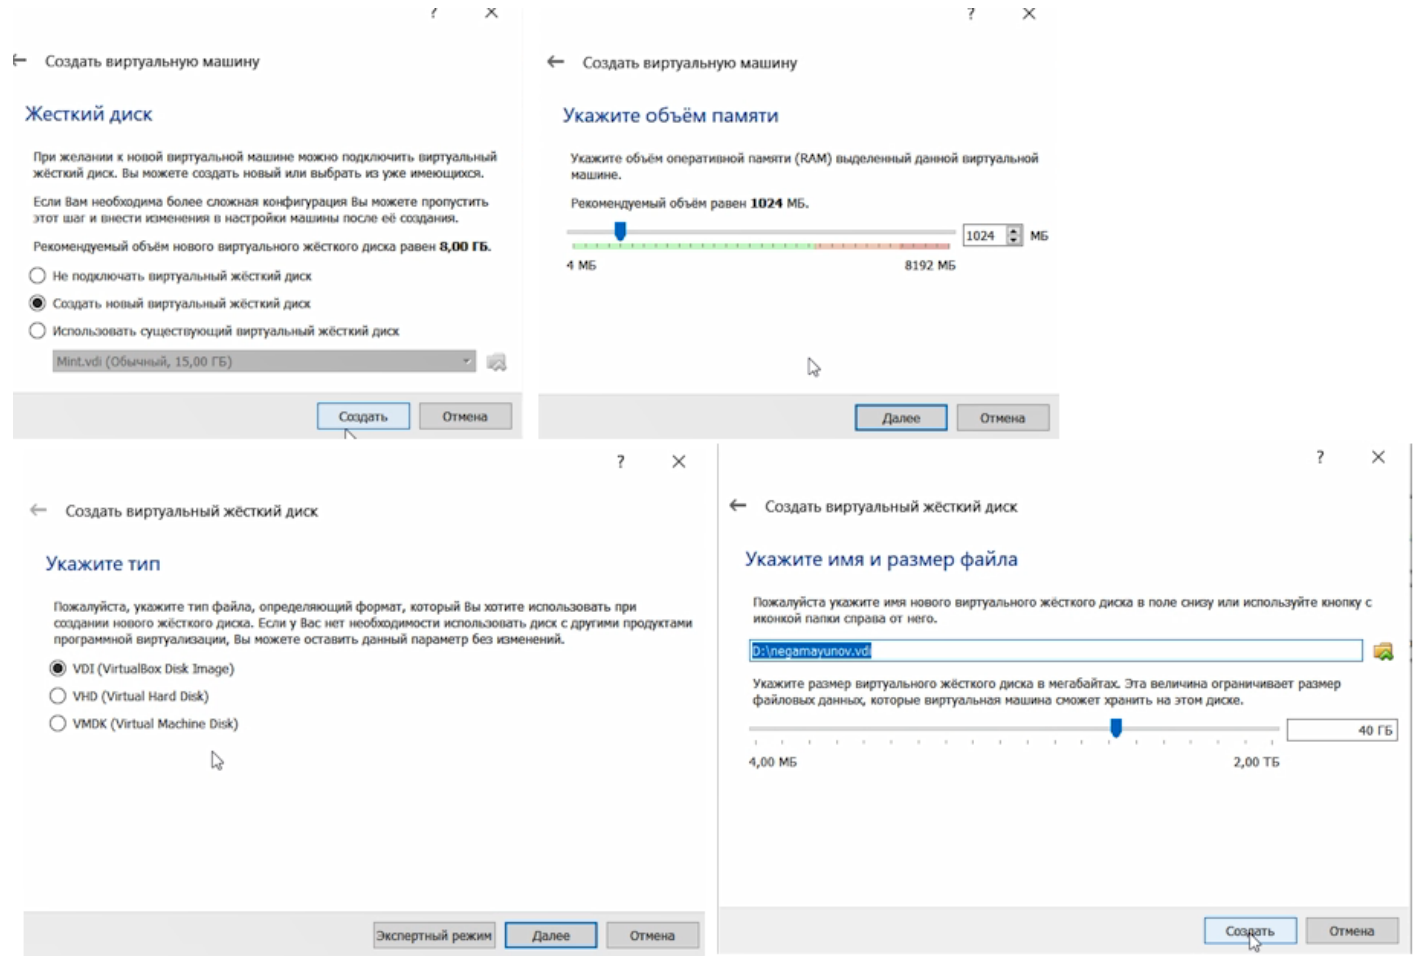 ?
Создать виртуальную машину
Жесткий диск
При желании к новой виртуальной машине можно подключить виртуальный
жёсткий диск. Вы можете создать новый или выбрать из уже имеющихся.
Если Вам необходима более сложная конфигурация Вы можете пропустить
этот шаг и внести изменения в настройки машины после её создания.
Рекомендуемый объём нового виртуального жёсткого диска равен 8,00 ГБ.
Не подключать виртуальный жёсткий диск
Создать новый виртуальный жёсткий диск
Использовать существующий виртуальный жёсткий диск
Mint.vdi (Обычный, 15,00 ГБ)
Создать Отмена
?
Создать виртуальную машину
Укажите объём памяти
Укажите объём оперативной памяти (RAM) выделенный данной виртуальной
машине.
Рекомендуемый объём равен 1024 МБ.
1024 МБ
4 МБ 8192 МБ
Далее Отмена
?
Создать виртуальный жёсткий диск
Укажите тип
Пожалуйста, укажите тип файла, определяющий формат, который Вы хотите использовать при
создании нового жёсткого диска. Если у Вас нет необходимости использовать диск с другими продуктами
программной виртуализации, Вы можете оставить данный параметр без изменений.
VDI (VirtualBox Disk Image)
VHD (Virtual Hard Disk)
VMDK (Virtual Machine Disk)
Экспертный режим Далее Отмена
?
Создать виртуальный жёсткий диск
Укажите имя и размер файла
Пожалуйста укажите имя нового виртуального жёсткого диска в поле снизу или используйте кнопку с
иконкой папки справа от него.
D:\negamayunov.vdi
Укажите размер виртуального жёсткого диска в мегабайтах. Эта величина ограничивает размер
файловых данных, которые виртуальная машина сможет хранить на этом диске.
40 ГБ
4,00 МБ 2,00 ТБ
Создать Отмена